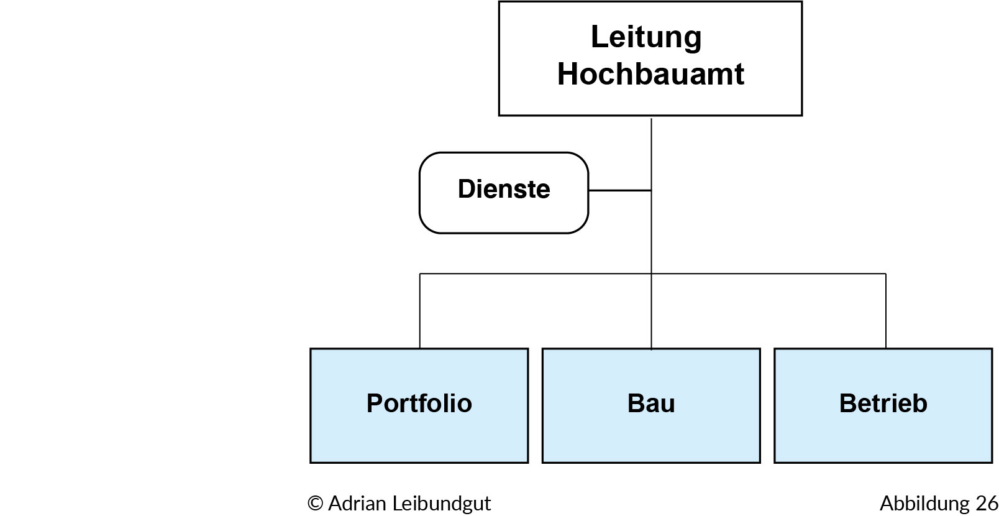 Leitung
Hochbauamt
Dienste
Portfolio
Bau
Betrieb
© Adrian Leibundgut
Abbildung 26